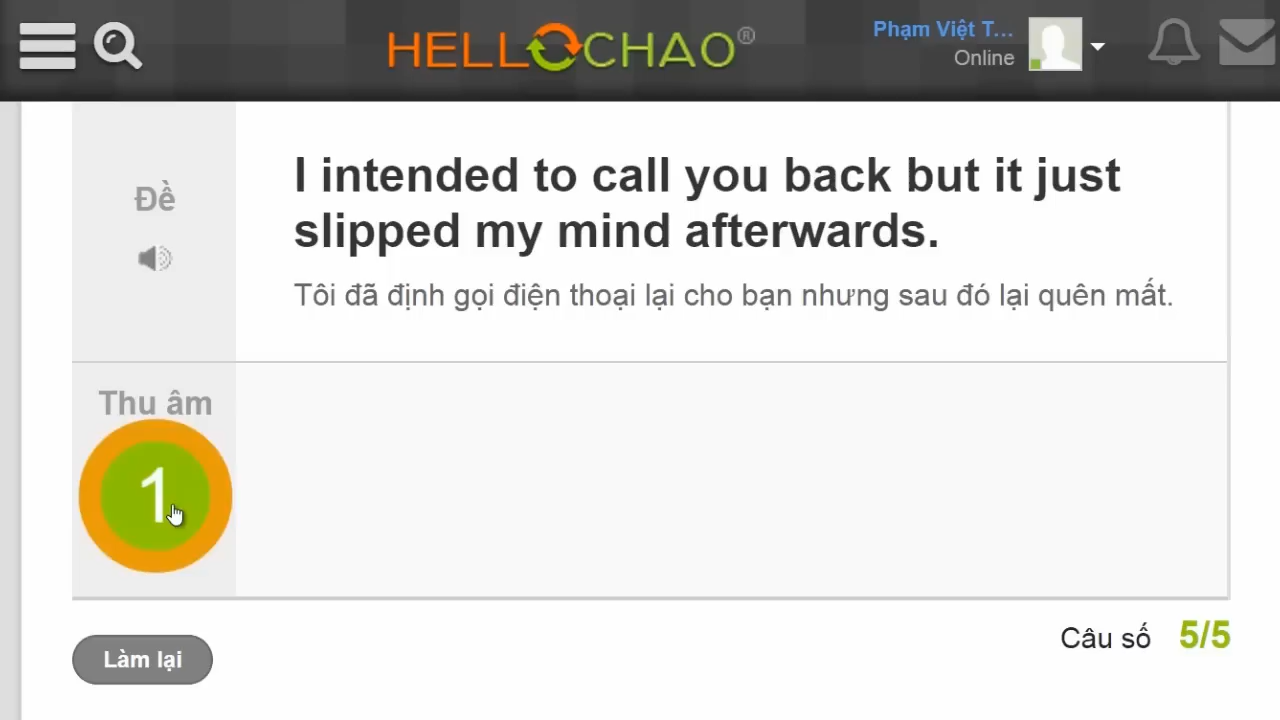 HELLOCHAO®
Phạm Việt T...
Online
Đề
I intended to call you back but it just
slipped my mind afterwards.
Tôi đã định gọi điện thoại lại cho bạn nhưng sau đó lại quên mất.
Thu âm
1
Làm lại
Câu số 5/5